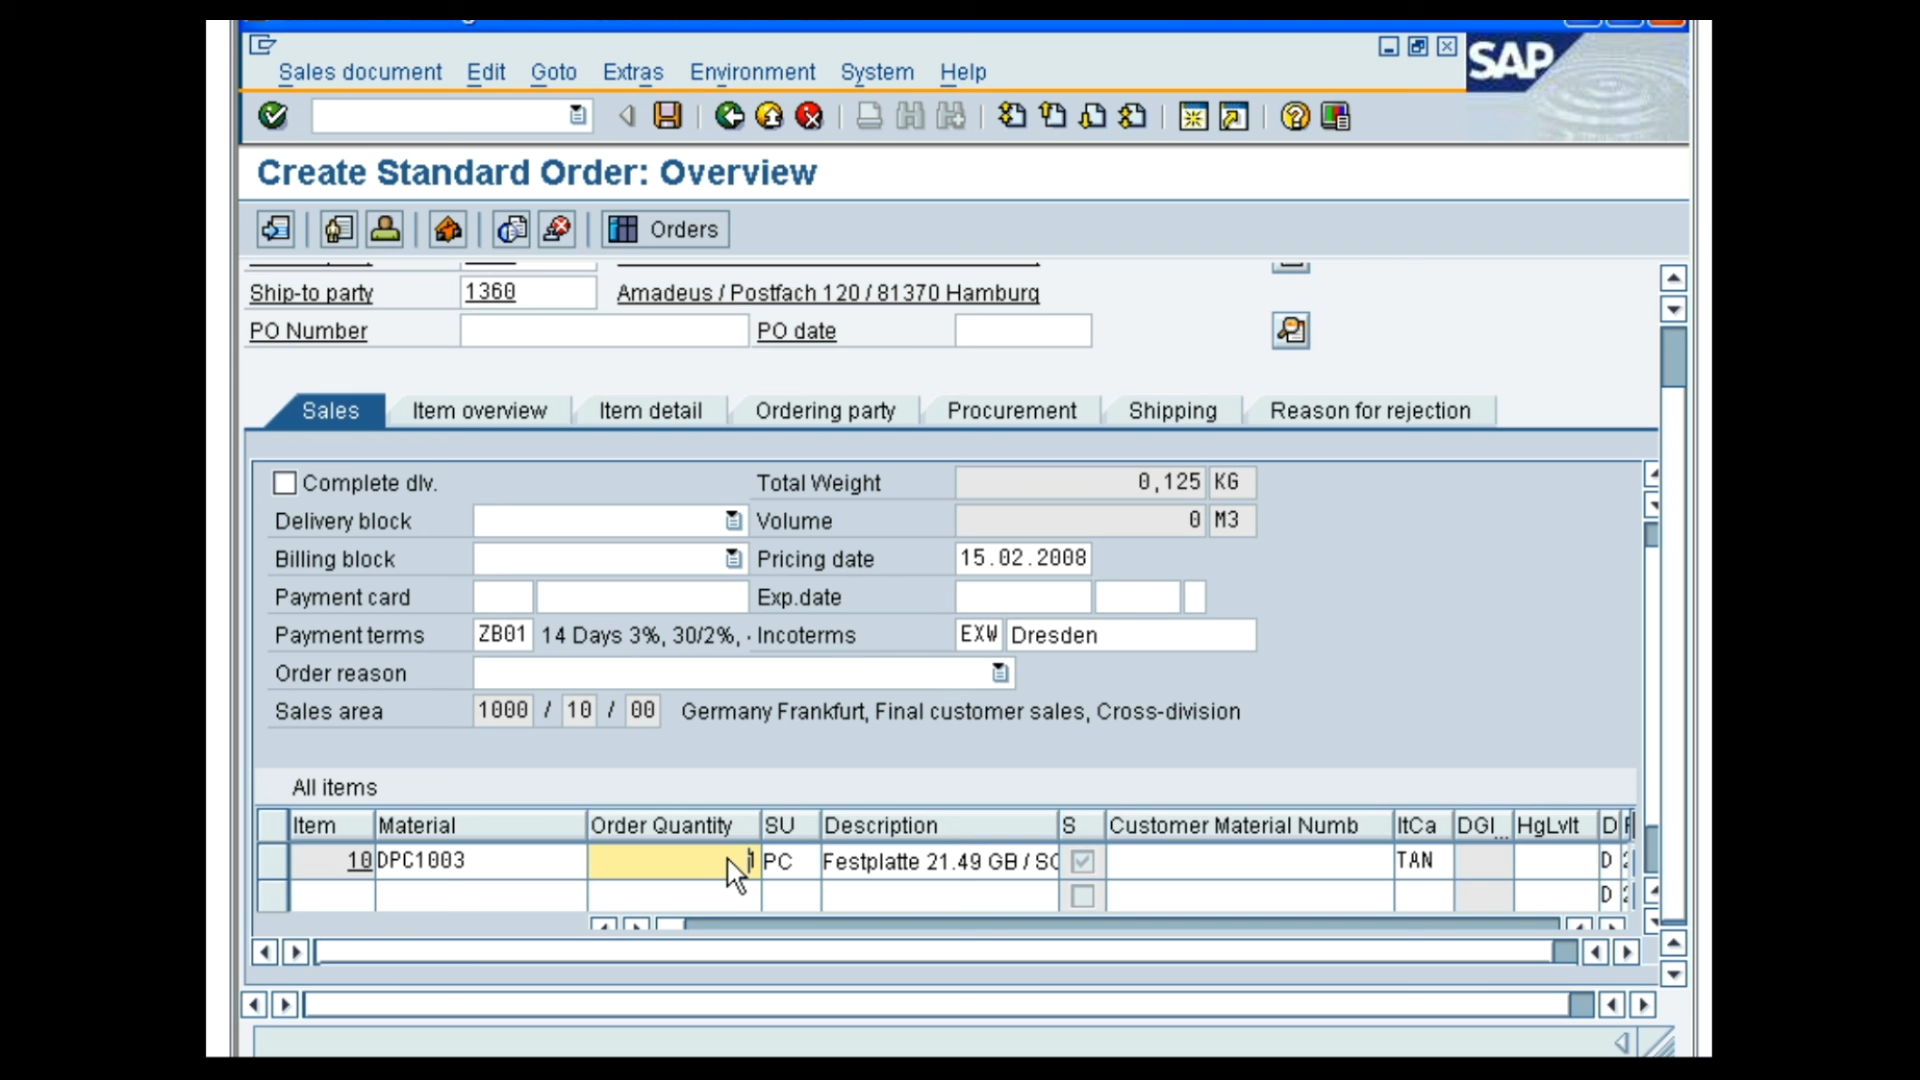 Sales document Edit Goto Extras Environment System Help
SAP
Create Standard Order: Overview
Orders
Ship-to party 1360 Amadeus / Postfach 120 / 81370 Hamburg
PO Number PO date
Sales Item overview Item detail Ordering party Procurement Shipping Reason for rejection
Complete dlv. Total Weight 0,125 KG
Delivery block Volume 0 M3
Billing block Pricing date 15.02.2008
Payment card Exp.date
Payment terms ZB01 14 Days 3%, 30/2%, Incoterms EXW Dresden
Order reason
Sales area 1000 / 10 / 00 Germany Frankfurt, Final customer sales, Cross-division
All items
Item Material Order Quantity SU Description S Customer Material Numb ItCa DGI... HgLvIt D
10 DPC1003 1 PC Festplatte 21.49 GB / SC TAN D 2
D 2